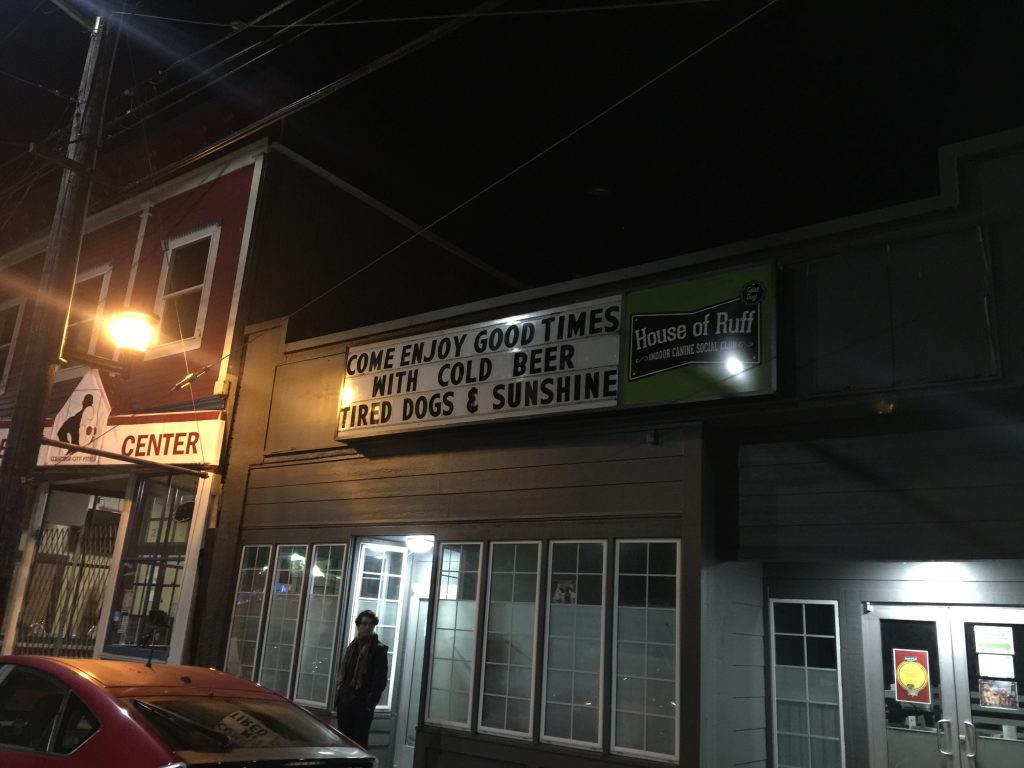 COME ENJOY GOOD TIMES
WITH COLD BEER
TIRED DOGS & SUNSHINE
House of Ruff
INDOOR CANINE SOCIAL CLUB
CENTER